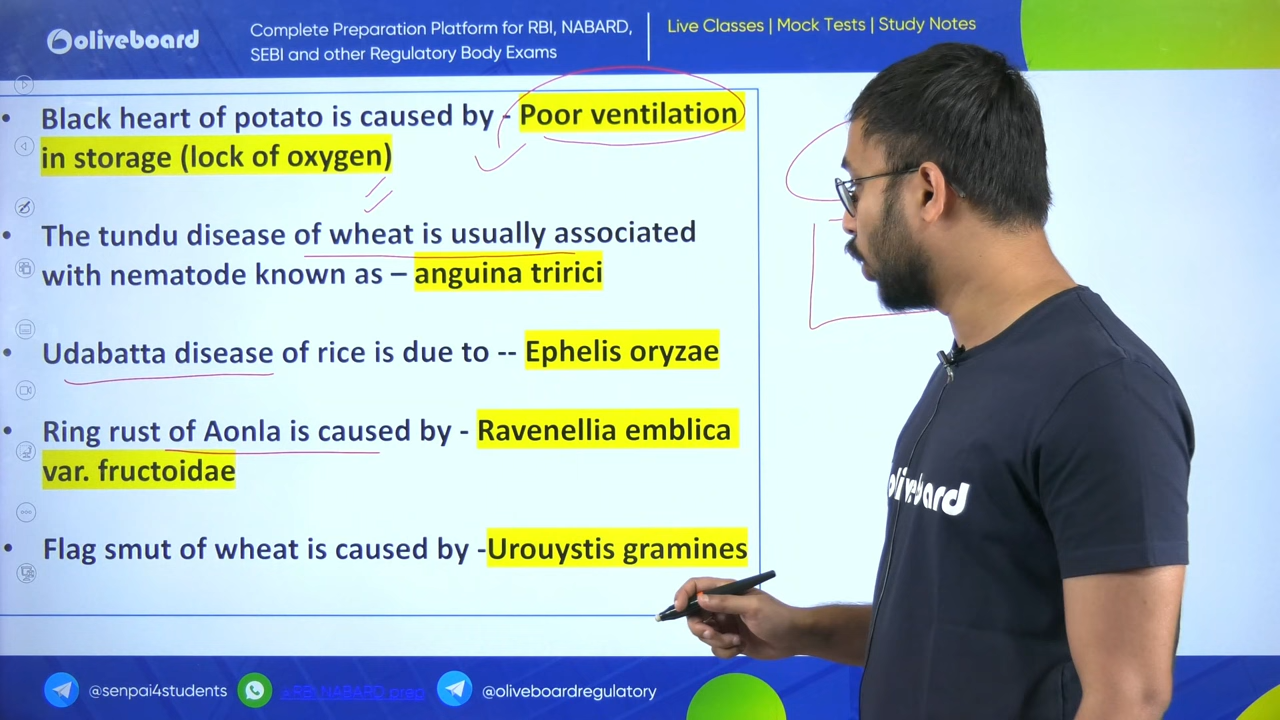 oliveboard
Complete Preparation Platform for RBI, NABARD,
SEBI and other Regulatory Body Exams
Live Classes | Mock Tests | Study Notes
• Black heart of potato is caused by - Poor ventilation
in storage (lock of oxygen)
• The tundu disease of wheat is usually associated
with nematode known as – anguina tririci
• Udabatta disease of rice is due to -- Ephelis oryzae
• Ring rust of Aonla is caused by - Ravenellia emblica
var. fructoidae
• Flag smut of wheat is caused by -Urouystis gramines
oliveboard
@senpai4students
RBI NABARD prep
@oliveboardregulatory